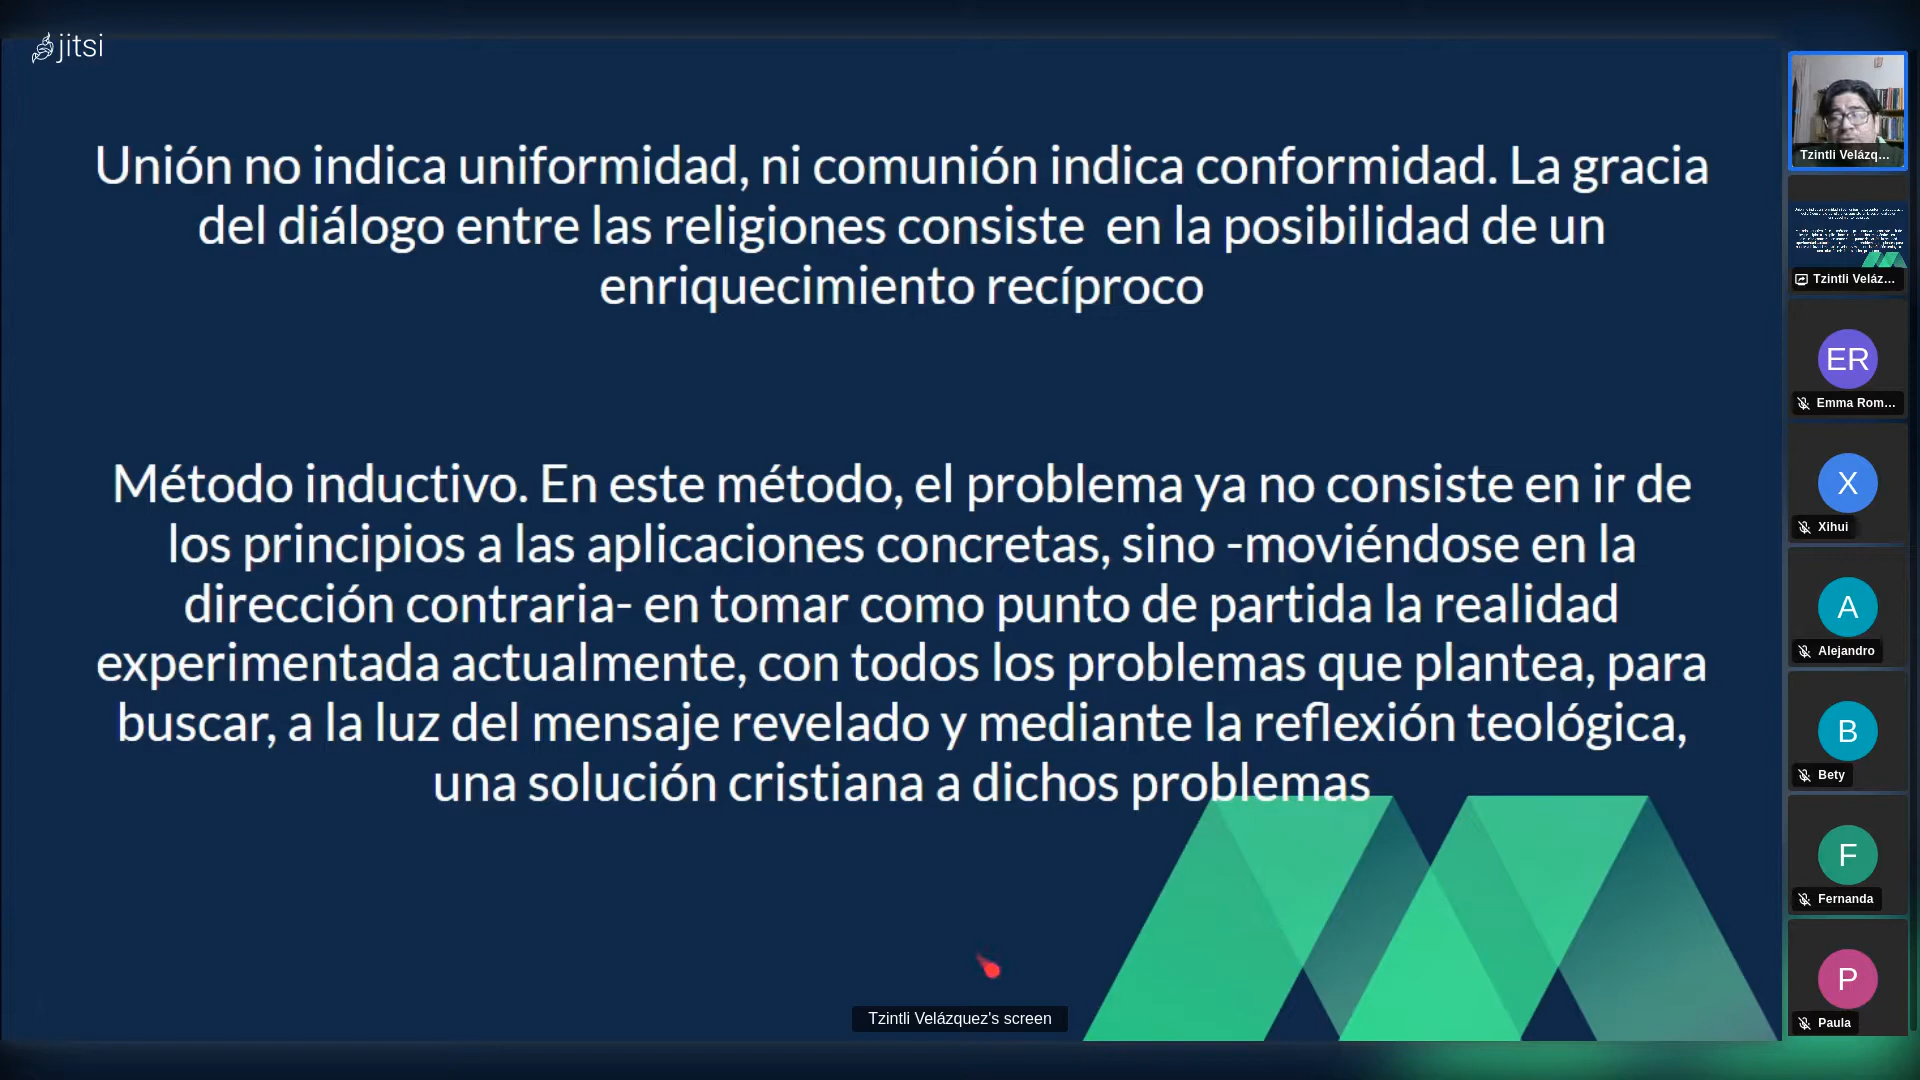 jitsi
Unión no indica uniformidad, ni comunión indica conformidad. La gracia
del diálogo entre las religiones consiste  en la posibilidad de un
enriquecimiento recíproco
Método inductivo. En este método, el problema ya no consiste en ir de
los principios a las aplicaciones concretas, sino -moviéndose en la
dirección contraria- en tomar como punto de partida la realidad
experimentada actualmente, con todos los problemas que plantea, para
buscar, a la luz del mensaje revelado y mediante la reflexión teológica,
una solución cristiana a dichos problemas
Tzintli Velázquez's screen
Tzintli Velázq...
Tzintli Veláz...
ER
Emma Rom...
X
Xihui
A
Alejandro
B
Bety
F
Fernanda
P
Paula